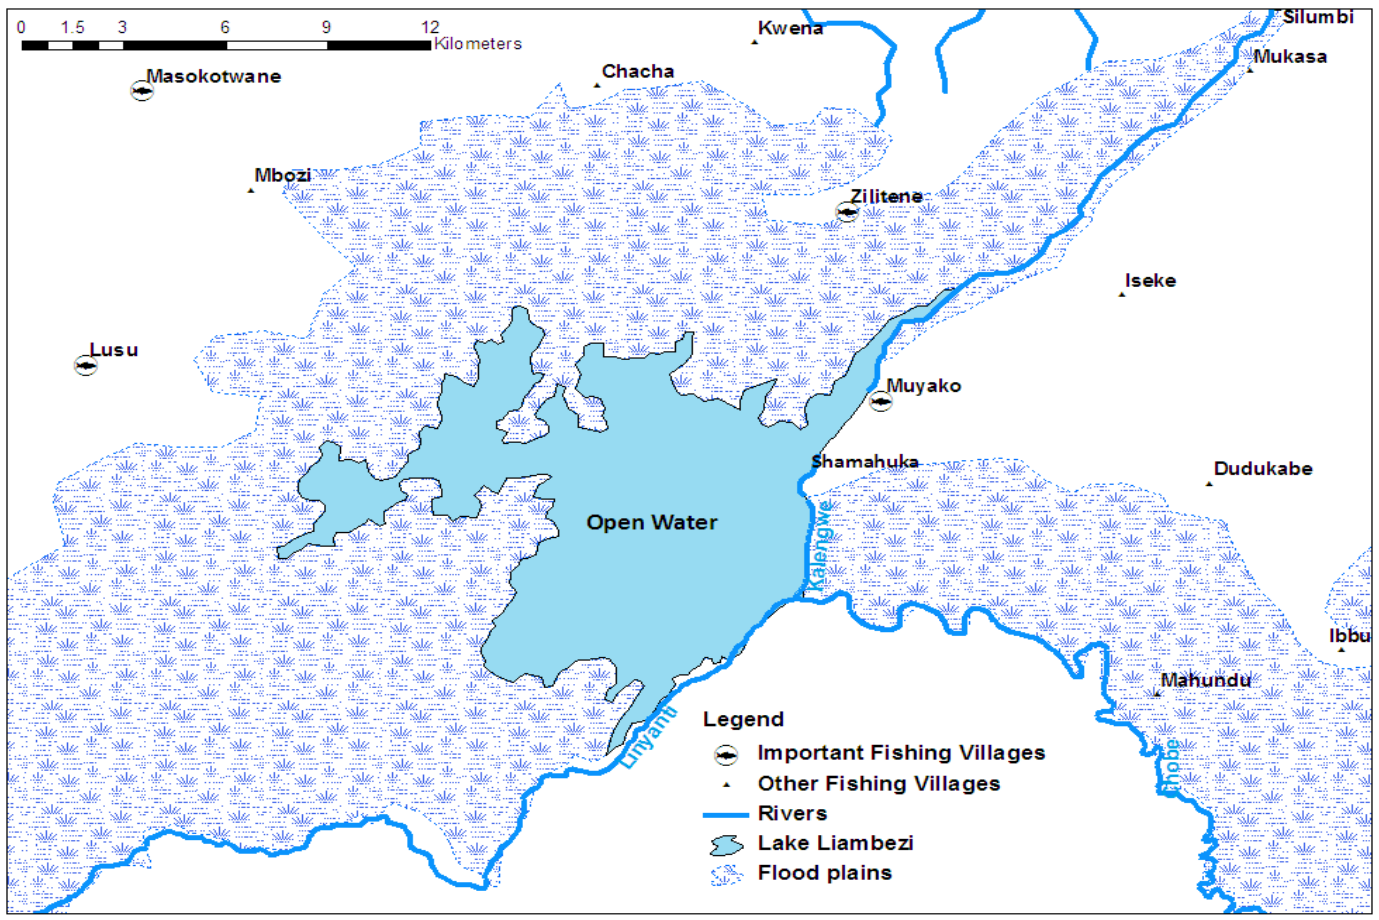 0 1.5 3 6 9 12
Kilometers
Silumbi
Kwena
Mukasa
Chacha
Masokotwane
Mbozi
Zilitene
Iseke
Lusu
Muyako
Shamahuka
Dudukabe
Open Water
Kalengwe
Ibbu
Mahundu
Linyanti
Chobe
Legend
Important Fishing Villages
Other Fishing Villages
Rivers
Lake Liambezi
Flood plains